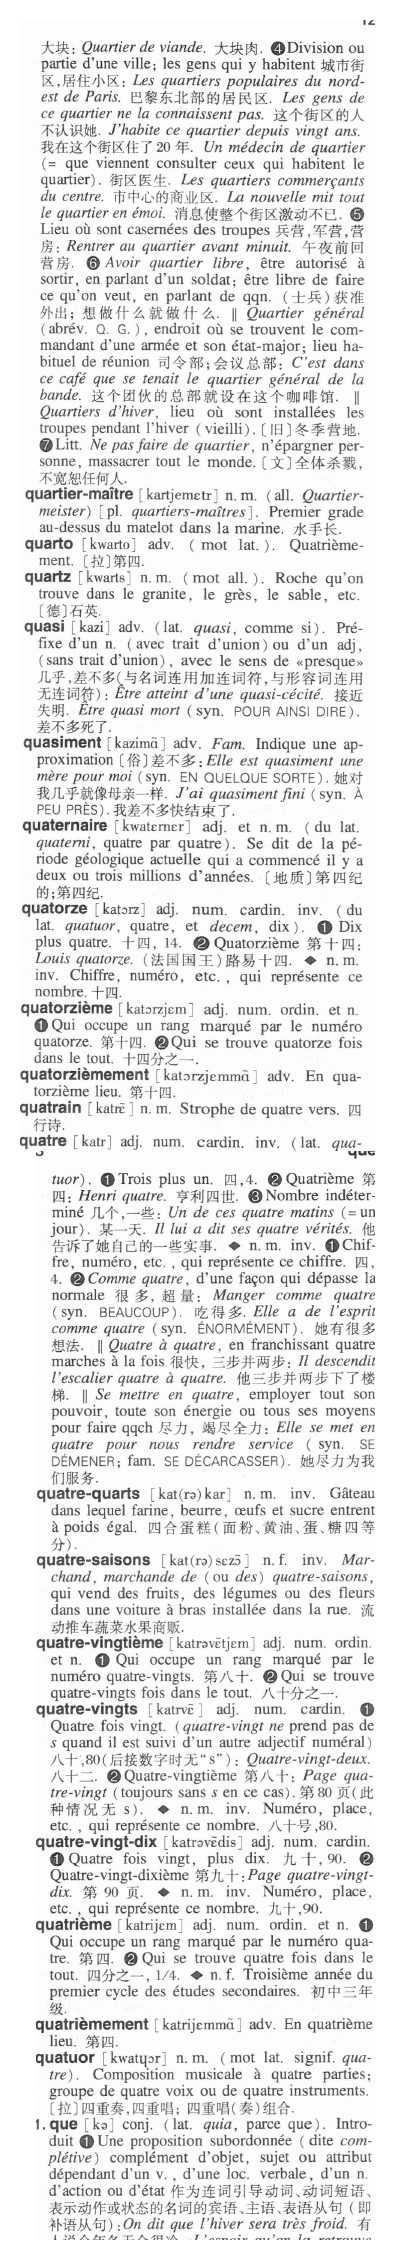 12
大块: Quartier de viande. 大块肉. ❹Division ou
partie d'une ville; les gens qui y habitent 城市街
区,居住小区: Les quartiers populaires du nord-
est de Paris. 巴黎东北部的居民区. Les gens de
ce quartier ne la connaissent pas. 这个街区的人
不认识她. J'habite ce quartier depuis vingt ans.
我在这个街区住了 20 年. Un médecin de quartier
(= que viennent consulter ceux qui habitent le
quartier). 街区医生. Les quartiers commerçants
du centre. 市中心的商业区. La nouvelle mit tout
le quartier en émoi. 消息使整个街区激动不已. ❺
Lieu où sont casernées des troupes 兵营,军营,营
房: Rentrer au quartier avant minuit. 午夜前回
营房. ❻ Avoir quartier libre, être autorisé à
sortir, en parlant d'un soldat; être libre de faire
ce qu'on veut, en parlant de qqn. (士兵)获准
外出; 想做什么就做什么. ‖ Quartier général
(abrév. Q. G.), endroit où se trouvent le com-
mandant d'une armée et son état-major; lieu ha-
bituel de réunion 司令部;会议总部: C'est dans
ce café que se tenait le quartier général de la
bande. 这个团伙的总部就设在这个咖啡馆. ‖
Quartiers d'hiver, lieu où sont installées les
troupes pendant l'hiver (vieilli).〔旧〕冬季营地.
❼Litt. Ne pas faire de quartier, n'épargner per-
sonne, massacrer tout le monde.〔文〕全体杀戮,
不宽恕任何人.
quartier-maître [kartjemɛtr] n. m. (all. Quartier-
meister) [pl. quartiers-maîtres]. Premier grade
au-dessus du matelot dans la marine. 水手长.
quarto [kwarto] adv. (mot lat.). Quatrième-
ment.〔拉〕第四.
quartz [kwarts] n. m. (mot all.). Roche qu'on
trouve dans le granite, le grès, le sable, etc.
〔德〕石英.
quasi [kazi] adv. (lat. quasi, comme si). Pré-
fixe d'un n. (avec trait d'union) ou d'un adj,
(sans trait d'union), avec le sens de «presque»
几乎,差不多(与名词连用加连词符,与形容词连用
无连词符): Être atteint d'une quasi-cécité. 接近
失明. Être quasi mort (syn. POUR AINSI DIRE).
差不多死了.
quasiment [kazimɑ̃] adv. Fam. Indique une ap-
proximation〔俗〕差不多: Elle est quasiment une
mère pour moi (syn. EN QUELQUE SORTE). 她对
我几乎就像母亲一样. J'ai quasiment fini (syn. À
PEU PRÈS). 我差不多快结束了.
quaternaire [kwatɛrnɛr] adj. et n. m. (du lat.
quaterni, quatre par quatre). Se dit de la pé-
riode géologique actuelle qui a commencé il y a
deux ou trois millions d'années.〔地质〕第四纪
的;第四纪.
quatorze [katɔrz] adj. num. cardin. inv. (du
lat. quatuor, quatre, et decem, dix). ❶ Dix
plus quatre. 十四, 14. ❷ Quatorzième 第十四:
Louis quatorze. (法国国王)路易十四. ◆ n. m.
inv. Chiffre, numéro, etc., qui représente ce
nombre. 十四.
quatorzième [katɔrzjɛm] adj. num. ordin. et n.
❶ Qui occupe un rang marqué par le numéro
quatorze. 第十四. ❷ Qui se trouve quatorze fois
dans le tout. 十四分之一.
quatorzièmement [katɔrzjɛmmɑ̃] adv. En qua-
torzième lieu. 第十四.
quatrain [katrɛ̃] n. m. Strophe de quatre vers. 四
行诗.
quatre [katr] adj. num. cardin. inv. (lat. qua-
que
tuor). ❶ Trois plus un. 四,4. ❷ Quatrième 第
四: Henri quatre. 亨利四世. ❸ Nombre indéter-
miné 几个,一些: Un de ces quatre matins (= un
jour). 某一天. Il lui a dit ses quatre vérités. 他
告诉了她自己的一些实事. ◆ n. m. inv. ❶ Chif-
fre, numéro, etc., qui représente ce chiffre. 四,
4. ❷ Comme quatre, d'une façon qui dépasse la
normale 很多, 超量: Manger comme quatre
(syn. BEAUCOUP). 吃得多. Elle a de l'esprit
comme quatre (syn. ÉNORMÉMENT). 她有很多
想法. ‖ Quatre à quatre, en franchissant quatre
marches à la fois 很快, 三步并两步: Il descendit
l'escalier quatre à quatre. 他三步并两步下了楼
梯. ‖ Se mettre en quatre, employer tout son
pouvoir, toute son énergie ou tous ses moyens
pour faire qqch 尽力, 竭尽全力: Elle se met en
quatre pour nous rendre service (syn. SE
DÉMENER; fam. SE DÉCARCASSER). 她尽力为我
们服务.
quatre-quarts [kat(rə)kar] n. m. inv. Gâteau
dans lequel farine, beurre, œufs et sucre entrent
à poids égal. 四合蛋糕(面粉、黄油、蛋、糖四等
分).
quatre-saisons [kat(rə)sɛzɔ̃] n. f. inv. Mar-
chand, marchande de (ou des) quatre-saisons,
qui vend des fruits, des légumes ou des fleurs
dans une voiture à bras installée dans la rue. 流
动推车蔬菜水果商贩.
quatre-vingtième [katrəvɛ̃tjɛm] adj. num. ordin.
et n. ❶ Qui occupe un rang marqué par le
numéro quatre-vingts. 第八十. ❷ Qui se trouve
quatre-vingts fois dans le tout. 八十分之一.
quatre-vingts [katrvɛ̃] adj. num. cardin. ❶
Quatre fois vingt. (quatre-vingt ne prend pas de
s quand il est suivi d'un autre adjectif numéral)
八十,80(后接数字时无“s”): Quatre-vingt-deux.
八十二. ❷ Quatre-vingtième 第八十: Page qua-
tre-vingt (toujours sans s en ce cas). 第 80 页(此
种情况无 s). ◆ n. m. inv. Numéro, place,
etc., qui représente ce nombre. 八十号,80.
quatre-vingt-dix [katrəvɛ̃dis] adj. num. cardin.
❶ Quatre fois vingt, plus dix. 九十, 90. ❷
Quatre-vingt-dixième 第九十: Page quatre-vingt-
dix. 第 90 页. ◆ n. m. inv. Numéro, place,
etc., qui représente ce nombre. 九十,90.
quatrième [katrijɛm] adj. num. ordin. et n. ❶
Qui occupe un rang marqué par le numéro qua-
tre. 第四. ❷ Qui se trouve quatre fois dans le
tout. 四分之一, 1/4. ◆ n. f. Troisième année du
premier cycle des études secondaires. 初中三年
级.
quatrièmement [katrijɛmmɑ̃] adv. En quatrième
lieu. 第四.
quatuor [kwatɥɔr] n. m. (mot lat. signif. qua-
tre). Composition musicale à quatre parties;
groupe de quatre voix ou de quatre instruments.
〔拉〕四重奏,四重唱; 四重唱(奏)组合.
1. que [kə] conj. (lat. quia, parce que). Intro-
duit ❶ Une proposition subordonnée (dite com-
plétive) complément d'objet, sujet ou attribut
dépendant d'un v., d'une loc. verbale, d'un n.
d'action ou d'état 作为连词引导动词、动词短语、
表示动作或状态的名词的宾语、主语、表语从句 (即
补语从句): On dit que l'hiver sera très froid. 有